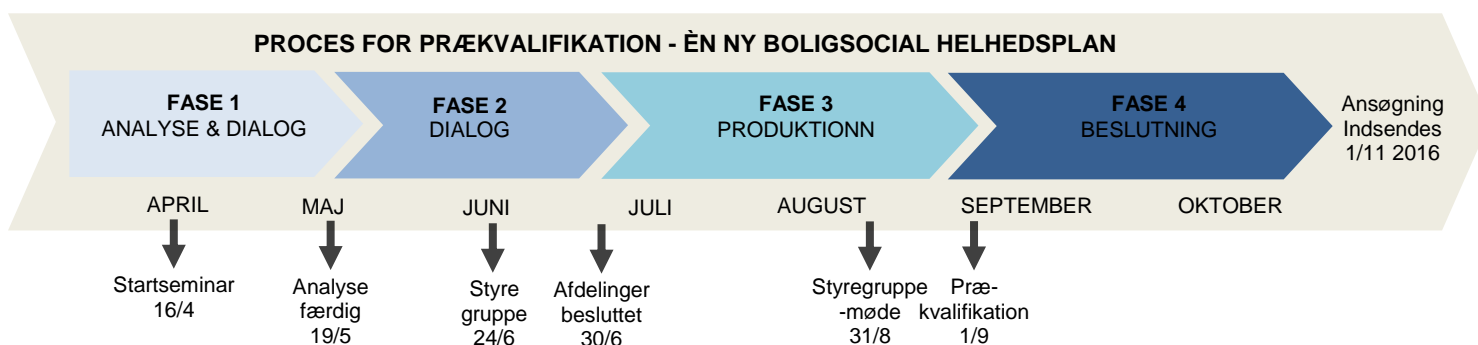 PROCES FOR PRÆKVALIFIKATION - ÈN NY BOLIGSOCIAL HELHEDSPLAN
FASE 1
ANALYSE & DIALOG
FASE 2
DIALOG
FASE 3
PRODUKTIONN
FASE 4
BESLUTNING
Ansøgning
Indsendes
1/11 2016
APRIL
MAJ
JUNI
JULI
AUGUST
SEPTEMBER
OKTOBER
Startseminar
16/4
Analyse
færdig
19/5
Styre
gruppe
24/6
Afdelinger
besluttet
30/6
Styregruppe
-møde
31/8
Præ-
kvalifikation
1/9